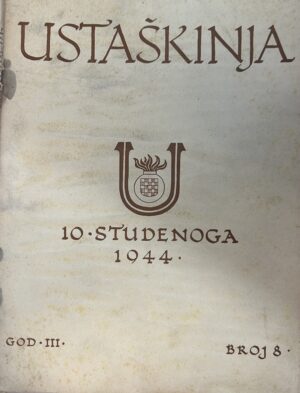 USTAŠKINJA
U
10·STUDENOGA
1944·
GOD·III·
BROJ 8·